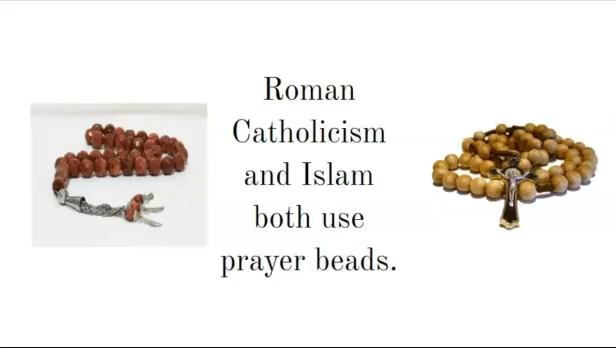 Roman
Catholicism
and Islam
both use
prayer beads.